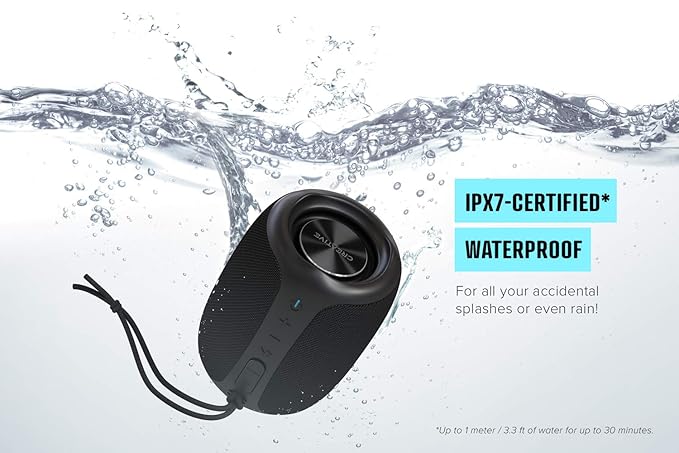 CREATIVE
IPX7-CERTIFIED*
WATERPROOF
For all your accidental
splashes or even rain!
*Up to 1 meter / 3.3 ft of water for up to 30 minutes.